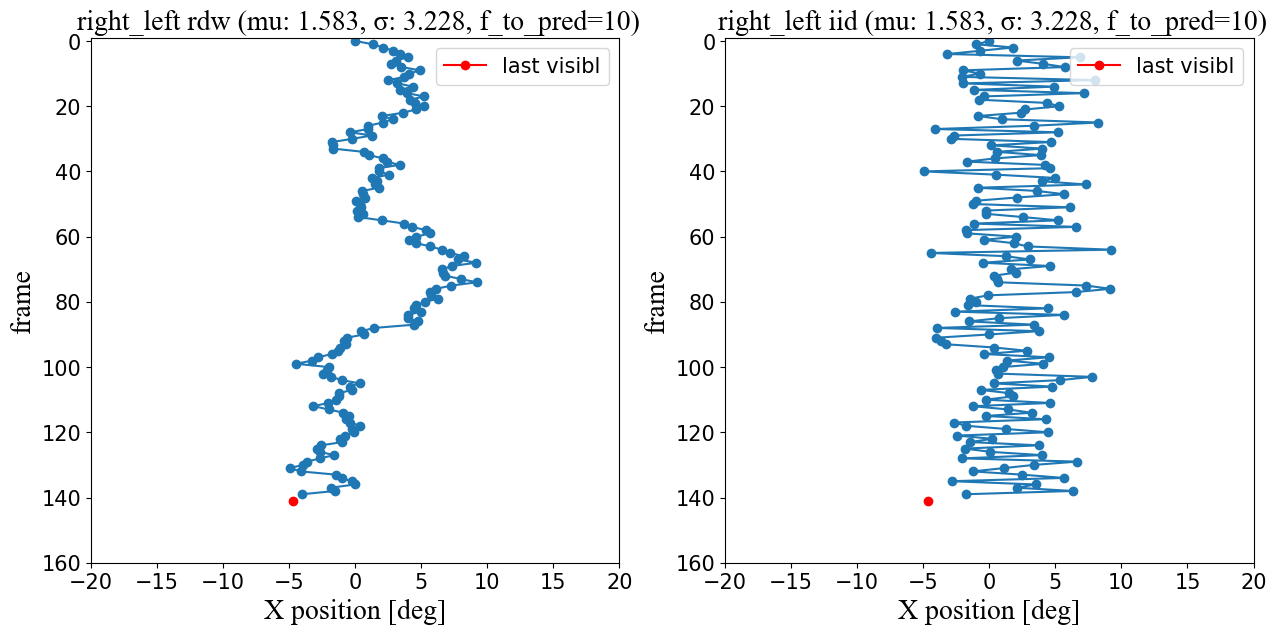 right_left rdw (mu: 1.583, σ: 3.228, f_to_pred=10)
last visibl
0
20
40
60
80
100
120
140
160
frame
−20 −15 −10 −5 0 5 10 15 20
X position [deg]
right_left iid (mu: 1.583, σ: 3.228, f_to_pred=10)
last visibl
0
20
40
60
80
100
120
140
160
frame
−20 −15 −10 −5 0 5 10 15 20
X position [deg]